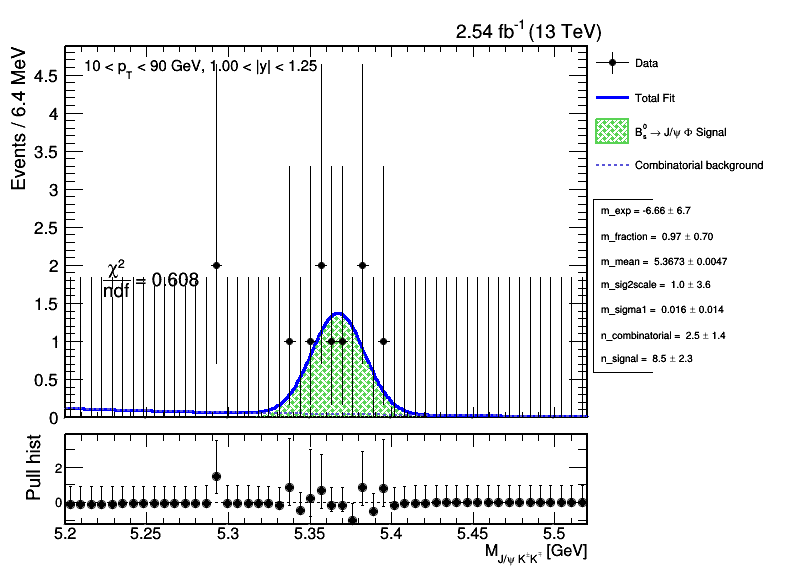 2.54 fb⁻¹ (13 TeV)
Events / 6.4 MeV
10 < p_T < 90 GeV, 1.00 < |y| < 1.25
4.5
4
3.5
3
2.5
2
1.5
1
0.5
0
χ²
ndf = 0.608
Data
Total Fit
B_s^0 → J/ψ Φ Signal
Combinatorial background
m_exp = -6.66 ± 6.7
m_fraction = 0.97 ± 0.70
m_mean = 5.3673 ± 0.0047
m_sig2scale = 1.0 ± 3.6
m_sigma1 = 0.016 ± 0.014
n_combinatorial = 2.5 ± 1.4
n_signal = 8.5 ± 2.3
Pull hist
2
0
5.2 5.25 5.3 5.35 5.4 5.45 5.5
M_{J/ψ K^± K^∓} [GeV]